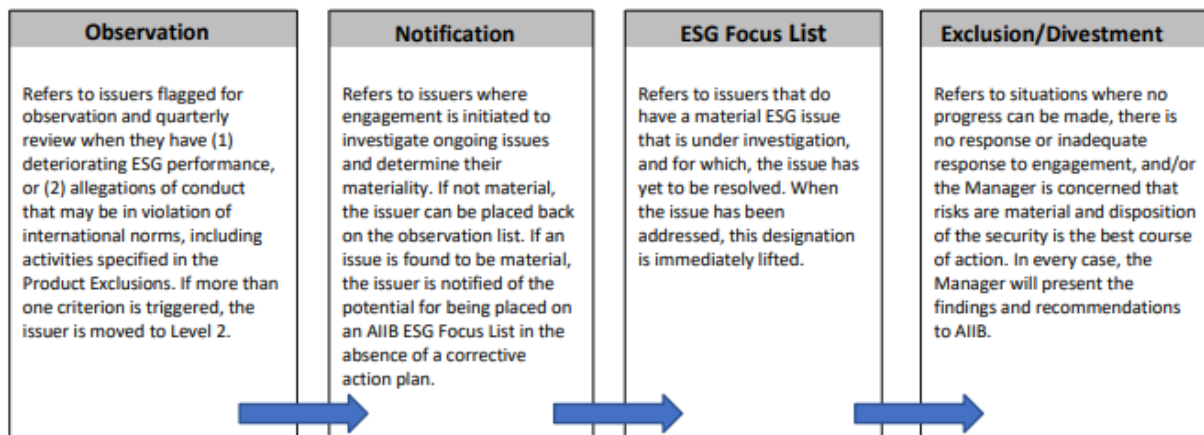 Observation
Refers to issuers flagged for
observation and quarterly
review when they have (1)
deteriorating ESG performance,
or (2) allegations of conduct
that may be in violation of
international norms, including
activities specified in the
Product Exclusions. If more than
one criterion is triggered, the
issuer is moved to Level 2.
Notification
Refers to issuers where
engagement is initiated to
investigate ongoing issues
and determine their
materiality. If not material,
the issuer can be placed back
on the observation list. If an
issue is found to be material,
the issuer is notified of the
potential for being placed on
an AIIB ESG Focus List in the
absence of a corrective
action plan.
ESG Focus List
Refers to issuers that do
have a material ESG issue
that is under investigation,
and for which, the issue has
yet to be resolved. When
the issue has been
addressed, this designation
is immediately lifted.
Exclusion/Divestment
Refers to situations where no
progress can be made, there is
no response or inadequate
response to engagement, and/or
the Manager is concerned that
risks are material and disposition
of the security is the best course
of action. In every case, the
Manager will present the
findings and recommendations
to AIIB.